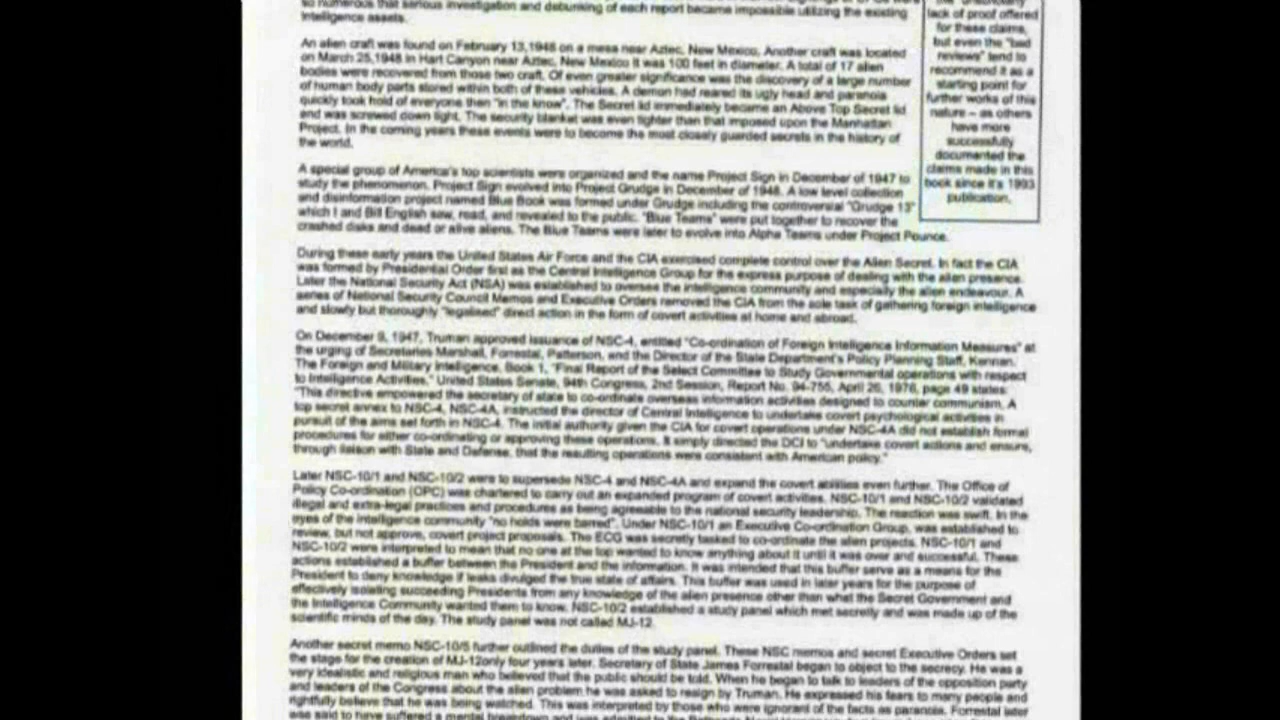 so numerous that serious investigation and debunking of each report became impossible utilizing the existing
intelligence assets.
An alien craft was found on February 13,1948 on a mesa near Aztec, New Mexico. Another craft was located
on March 25,1948 in Hart Canyon near Aztec, New Mexico it was 100 feet in diameter. A total of 17 alien
bodies were recovered from those two craft. Of even greater significance was the discovery of a large number
of human body parts stored within both of these vehicles. A demon had reared its ugly head and paranoia
quickly took hold of everyone then "in the know". The Secret lid immediately became an Above Top Secret lid
and was screwed down tight. The security blanket was even tighter than that imposed upon the Manhattan
Project. In the coming years these events were to become the most closely guarded secrets in the history of
the world.
A special group of America's top scientists were organized and the name Project Sign in December of 1947 to
study the phenomenon. Project Sign evolved into Project Grudge in December of 1948. A low level collection
and disinformation project named Blue Book was formed under Grudge including the controversial "Grudge 13"
which I and Bill English saw, read, and revealed to the public. "Blue Teams" were put together to recover the
crashed disks and dead or alive aliens. The Blue Teams were later to evolve into Alpha Teams under Project Pounce.
During these early years the United States Air Force and the CIA exercised complete control over the Alien Secret. In fact the CIA
was formed by Presidential Order first as the Central Intelligence Group for the express purpose of dealing with the alien presence.
Later the National Security Act (NSA) was established to oversee the intelligence community and especially the alien endeavour. A
series of National Security Council Memos and Executive Orders removed the CIA from the sole task of gathering foreign intelligence
and slowly but thoroughly "legalised" direct action in the form of covert activities at home and abroad.
On December 9, 1947, Truman approved issuance of NSC-4, entitled "Co-ordination of Foreign Intelligence Information Measures" at
the urging of Secretaries Marshall, Forrestal, Patterson, and the Director of the State Department's Policy Planning Staff, Kennan.
The Foreign and Military Intelligence, Book 1, "Final Report of the Select Committee to Study Governmental operations with respect
to Intelligence Activities," United States Senate, 94th Congress, 2nd Session, Report No. 94-755, April 26, 1976, page 49 states:
"This directive empowered the secretary of state to co-ordinate overseas information activities designed to counter communism. A
top secret annex to NSC-4, NSC-4A, instructed the director of Central Intelligence to undertake covert psychological activities in
pursuit of the aims set forth in NSC-4. The initial authority given the CIA for covert operations under NSC-4A did not establish formal
procedures for either co-ordinating or approving these operations. It simply directed the DCI to "undertake covert actions and ensure,
through liaison with State and Defense, that the resulting operations were consistent with American policy."
Later NSC-10/1 and NSC-10/2 were to supersede NSC-4 and NSC-4A and expand the covert abilities even further. The Office of
Policy Co-ordination (OPC) was chartered to carry out an expanded program of covert activities. NSC-10/1 and NSC-10/2 validated
illegal and extra-legal practices and procedures as being agreeable to the national security leadership. The reaction was swift. In the
eyes of the intelligence community "no holds were barred". Under NSC-10/1 an Executive Co-ordination Group, was established to
review, but not approve, covert project proposals. The ECG was secretly tasked to co-ordinate the alien projects. NSC-10/1 and
NSC-10/2 were interpreted to mean that no one at the top wanted to know anything about it until it was over and successful. These
actions established a buffer between the President and the information. It was intended that this buffer serve as a means for the
President to deny knowledge if leaks divulged the true state of affairs. This buffer was used in later years for the purpose of
effectively isolating succeeding Presidents from any knowledge of the alien presence other than what the Secret Government and
the Intelligence Community wanted them to know. NSC-10/2 established a study panel which met secretly and was made up of the
scientific minds of the day. The study panel was not called MJ-12.
Another secret memo NSC-10/5 further outlined the duties of the study panel. These NSC memos and secret Executive Orders set
the stage for the creation of MJ-12only four years later. Secretary of State James Forrestal began to object to the secrecy. He was a
very idealistic and religious man who believed that the public should be told. When he began to talk to leaders of the opposition party
and leaders of the Congress about the alien problem he was asked to resign by Truman. He expressed his fears to many people and
rightfully believe that he was being watched. This was interpreted by those who were ignorant of the facts as paranoia. Forrestal later
was said to have suffered a mental breakdown and was admitted to the
lack of proof offered
for these claims,
but even the "bad
reviews" tend to
recommend it as a
starting point for
further works of this
nature – as others
have more
successfully
documented the
claims made in this
book since it's 1993
publication.